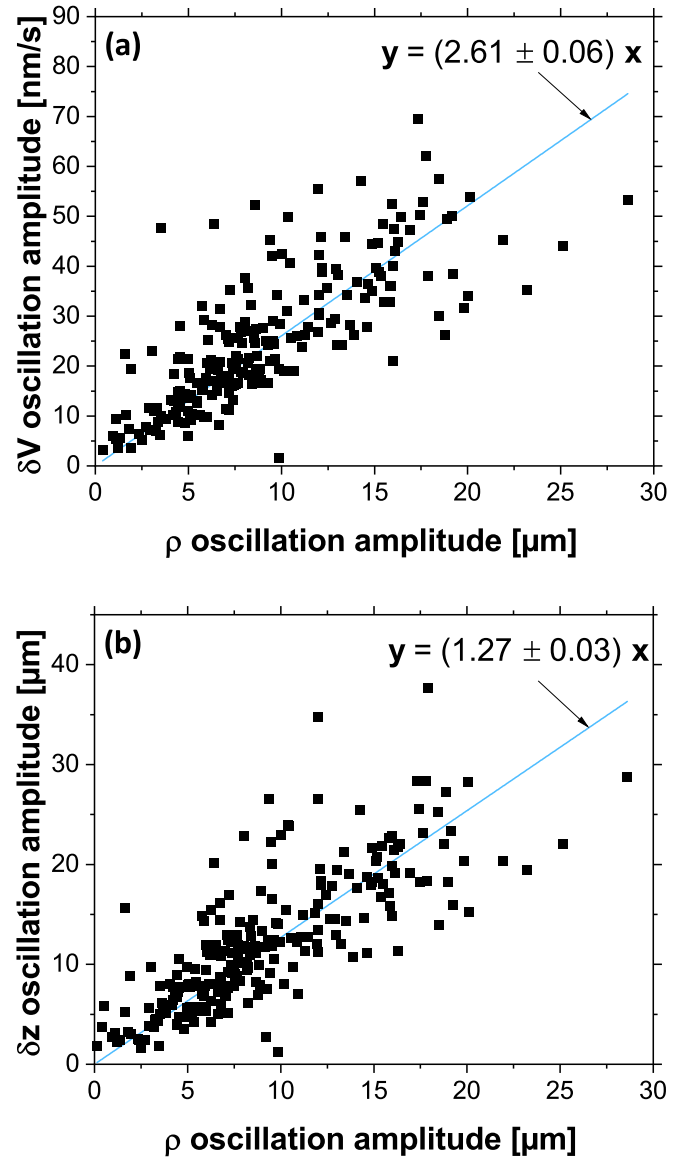 (a)
y = (2.61 ± 0.06) x
90
80
70
60
50
40
30
20
10
0
δV oscillation amplitude [nm/s]
0 5 10 15 20 25 30
ρ oscillation amplitude [µm]
(b)
y = (1.27 ± 0.03) x
40
30
20
10
0
δz oscillation amplitude [µm]
0 5 10 15 20 25 30
ρ oscillation amplitude [µm]